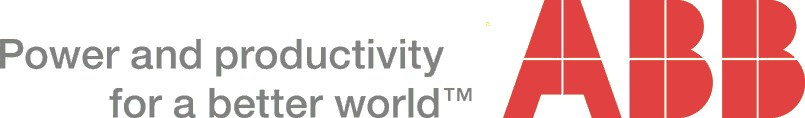 Power and productivity
for a better world™
ABB